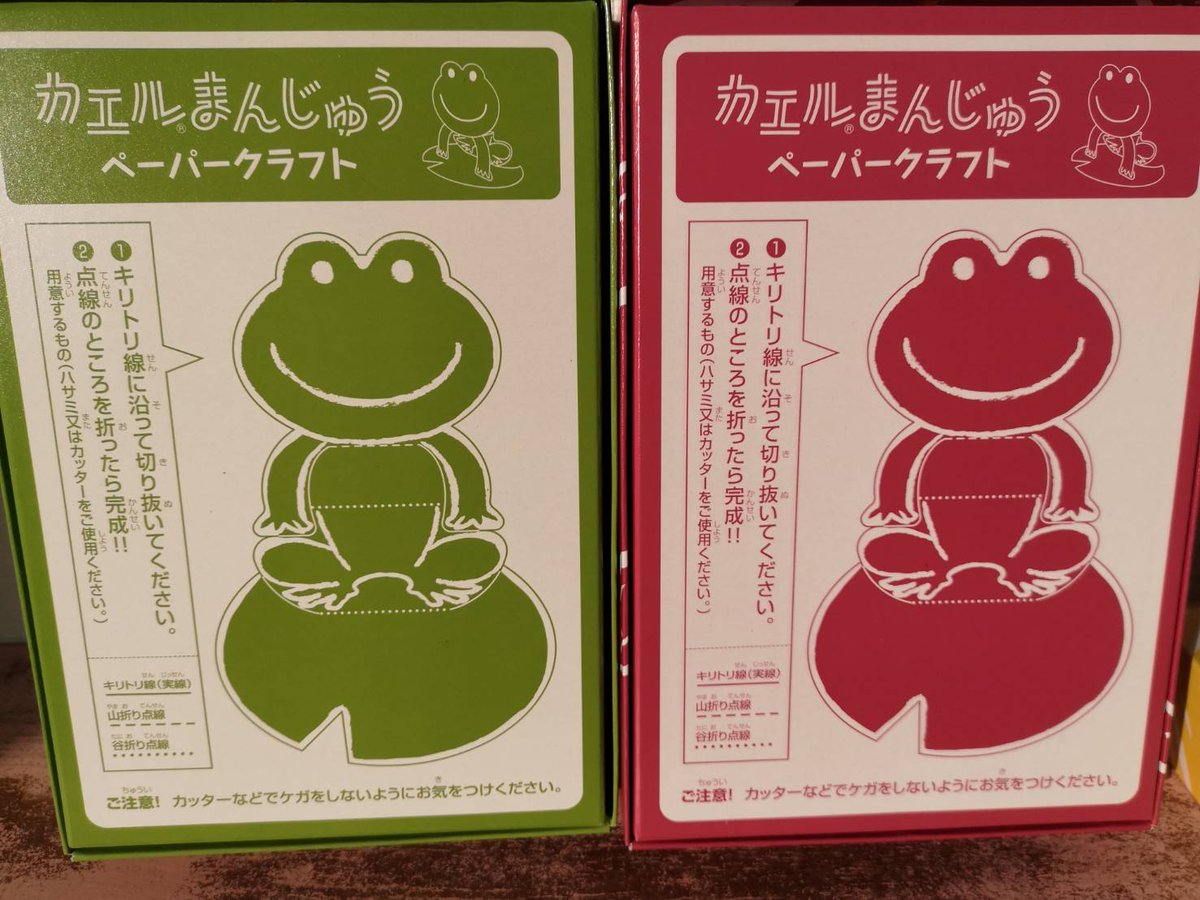 カエルまんじゅう®
ペーパークラフト
❶キリトリ線に沿って切り抜いてください。
❷点線のところを折ったら完成!!
用意するもの(ハサミ又はカッターをご使用ください。)
キリトリ線(実線)
山折り点線
谷折り点線
ご注意! カッターなどでケガをしないようにお気をつけください。
カエルまんじゅう®
ペーパークラフト
❶キリトリ線に沿って切り抜いてください。
❷点線のところを折ったら完成!!
用意するもの(ハサミ又はカッターをご使用ください。)
キリトリ線(実線)
山折り点線
谷折り点線
ご注意! カッターなどでケガをしないようにお気をつけください。